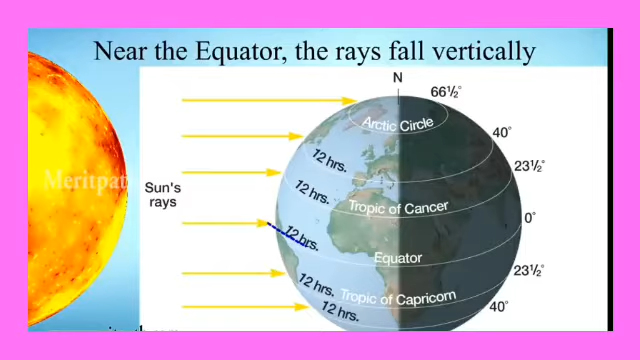 Near the Equator, the rays fall vertically
N
66½°
Arctic Circle
40°
12 hrs.
23½°
12 hrs.
Sun's
rays
Tropic of Cancer
0°
12 hrs.
Equator
23½°
12 hrs.
Tropic of Capricorn
40°
12 hrs.
Meritpat